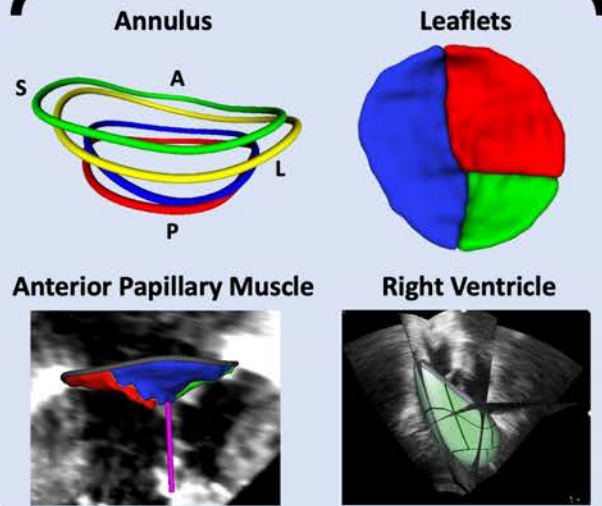 Annulus
Leaflets
S
A
L
P
Anterior Papillary Muscle
Right Ventricle